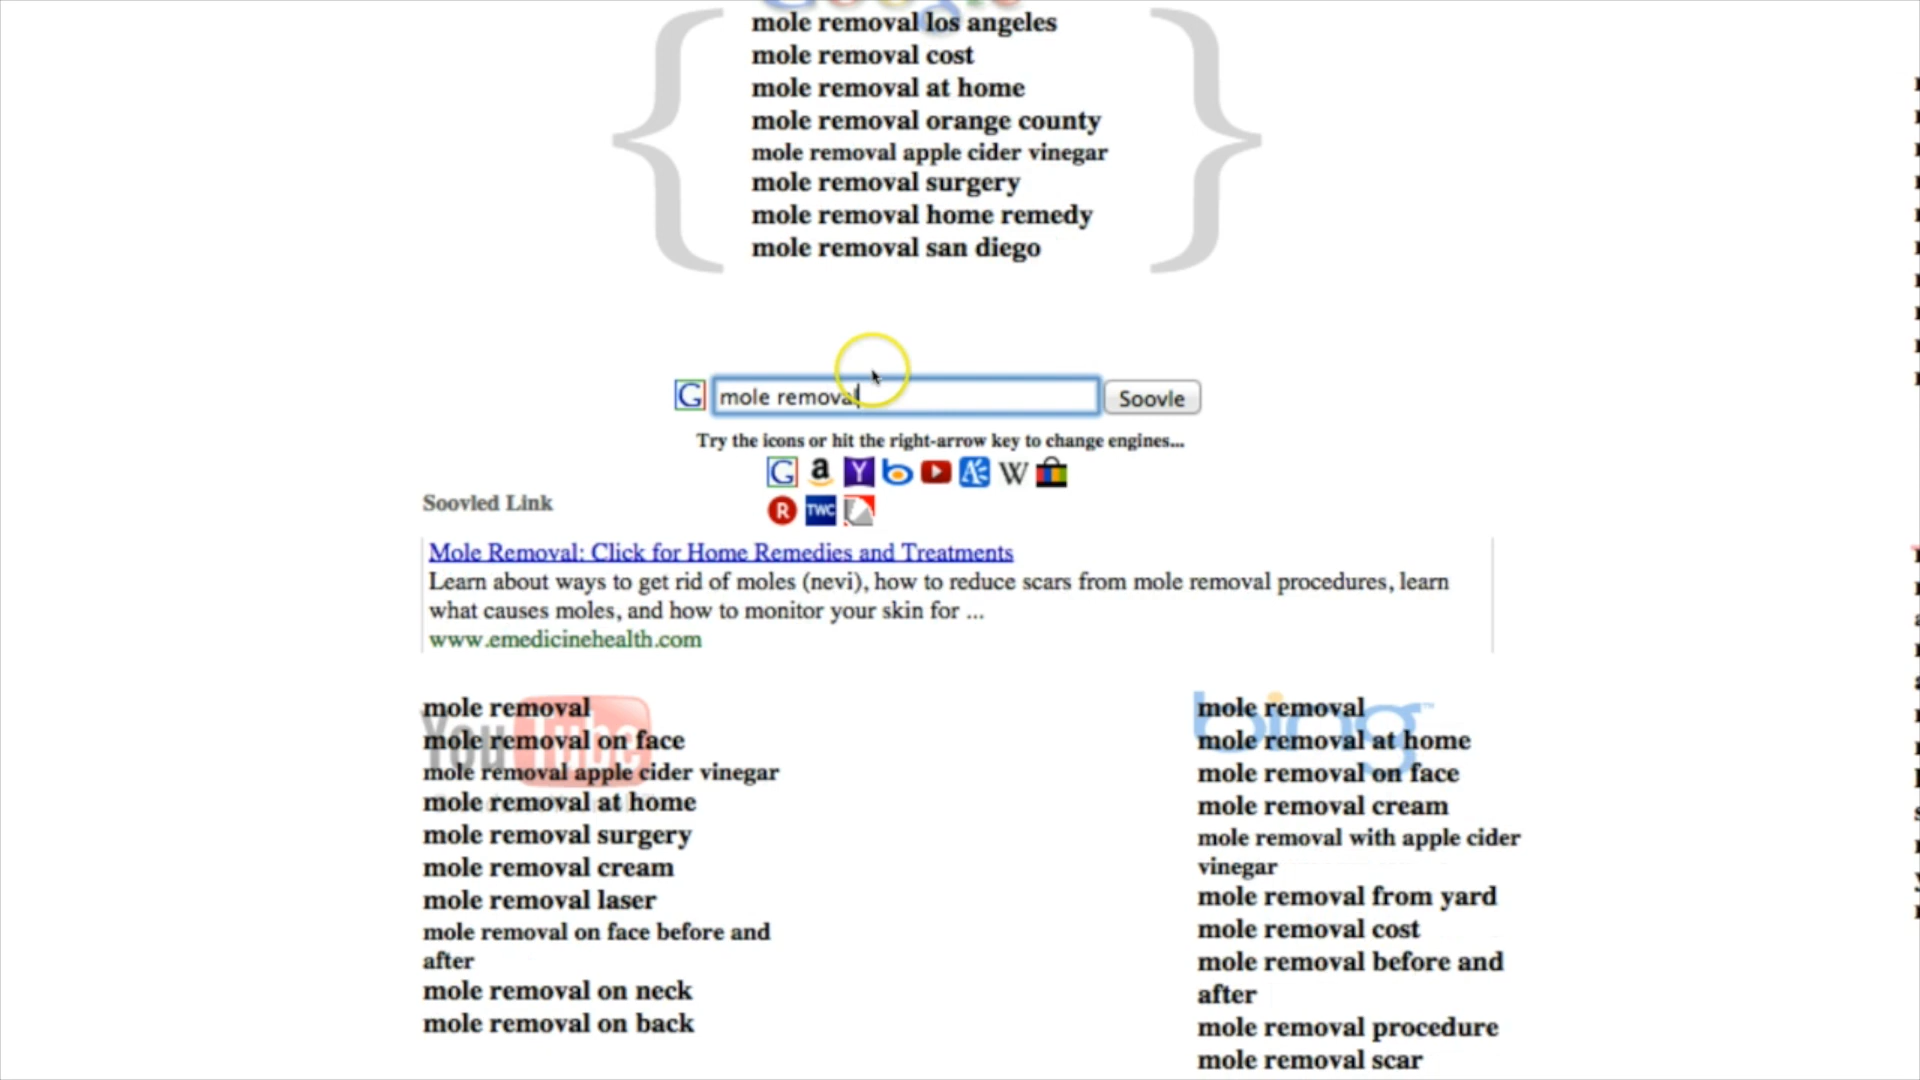 mole removal los angeles
mole removal cost
mole removal at home
mole removal orange county
mole removal apple cider vinegar
mole removal surgery
mole removal home remedy
mole removal san diego
G mole removal Soovle
Try the icons or hit the right-arrow key to change engines...
G a Y b A W
R TWC
Soovled Link
Mole Removal: Click for Home Remedies and Treatments
Learn about ways to get rid of moles (nevi), how to reduce scars from mole removal procedures, learn
what causes moles, and how to monitor your skin for ...
www.emedicinehealth.com
YouTube
mole removal
mole removal on face
mole removal apple cider vinegar
mole removal at home
mole removal surgery
mole removal cream
mole removal laser
mole removal on face before and
after
mole removal on neck
mole removal on back
bing
mole removal
mole removal at home
mole removal on face
mole removal cream
mole removal with apple cider
vinegar
mole removal from yard
mole removal cost
mole removal before and
after
mole removal procedure
mole removal scar